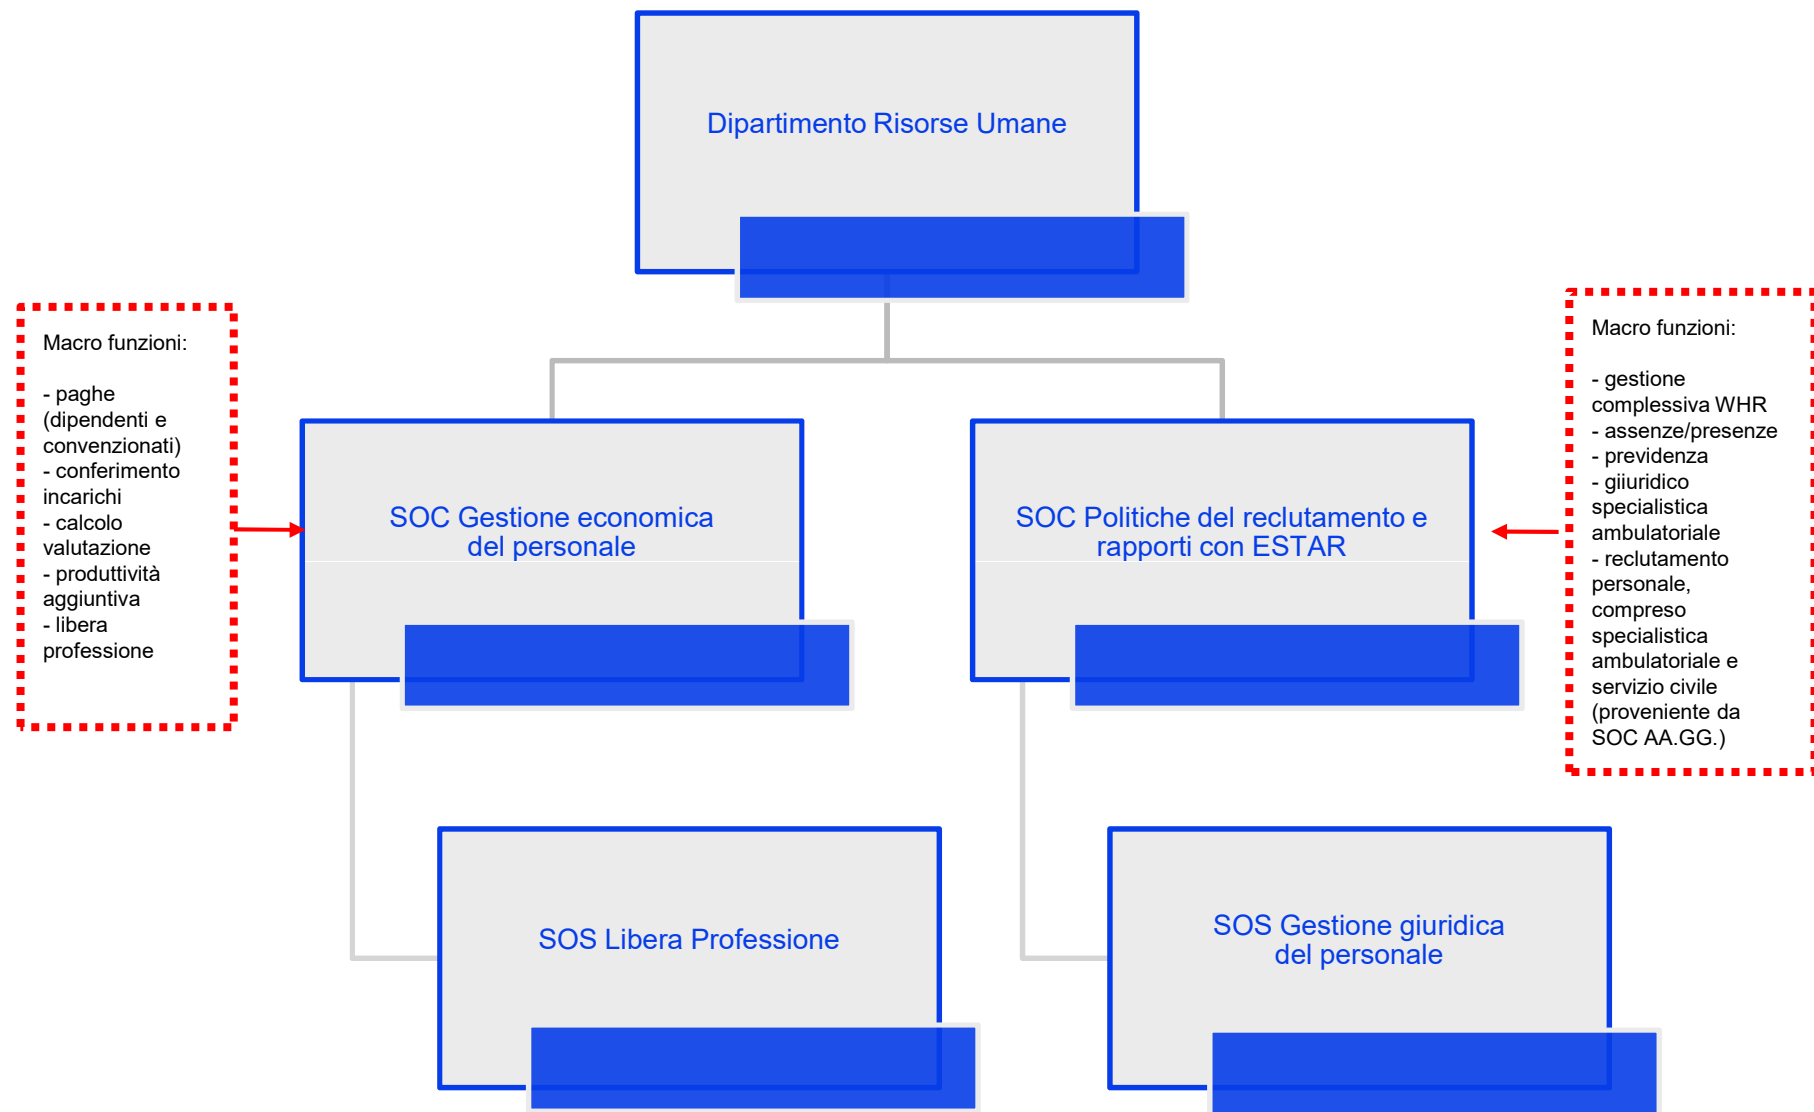 Dipartimento Risorse Umane
Macro funzioni:
- paghe
(dipendenti e
convenzionati)
- conferimento
incarichi
- calcolo
valutazione
- produttività
aggiuntiva
- libera
professione
SOC Gestione economica
del personale
SOC Politiche del reclutamento e
rapporti con ESTAR
Macro funzioni:
- gestione
complessiva WHR
- assenze/presenze
- previdenza
- giiuridico
specialistica
ambulatoriale
- reclutamento
personale,
compreso
specialistica
ambulatoriale e
servizio civile
(proveniente da
SOC AA.GG.)
SOS Libera Professione
SOS Gestione giuridica
del personale